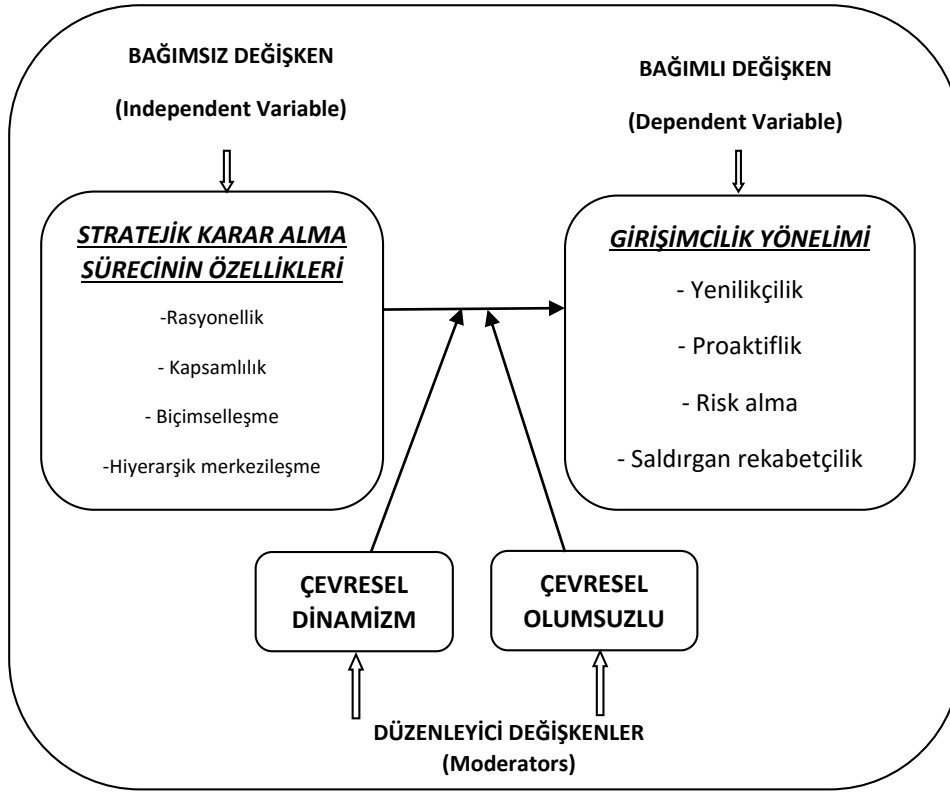 BAĞIMSIZ DEĞİŞKEN
(Independent Variable)
BAĞIMLI DEĞİŞKEN
(Dependent Variable)
STRATEJİK KARAR ALMA
SÜRECİNİN ÖZELLİKLERİ
-Rasyonellik
- Kapsamlılık
- Biçimselleşme
-Hiyerarşik merkezileşme
GİRİŞİMCİLİK YÖNELİMİ
- Yenilikçilik
- Proaktiflik
- Risk alma
- Saldırgan rekabetçilik
ÇEVRESEL
DİNAMİZM
ÇEVRESEL
OLUMSUZLU
DÜZENLEYİCİ DEĞİŞKENLER
(Moderators)